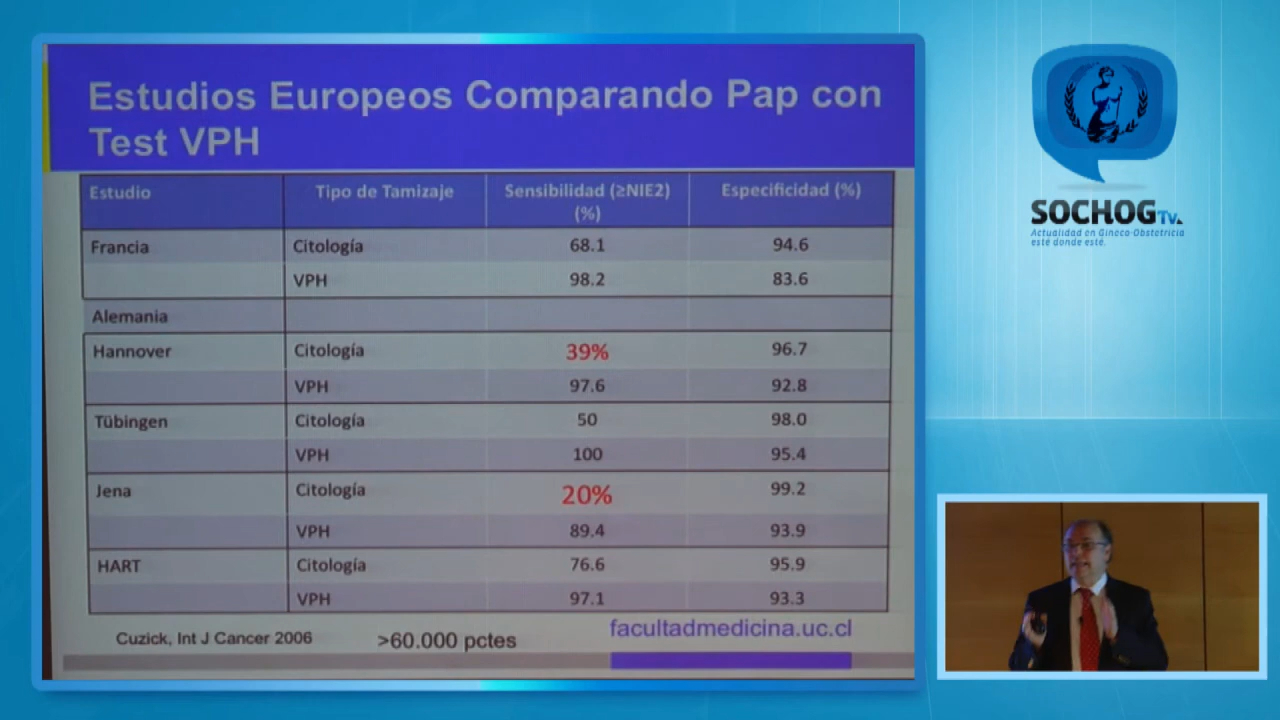 Estudios Europeos Comparando Pap con
Test VPH
Estudio Tipo de Tamizaje Sensibilidad (≥NIE2) (%) Especificidad (%)
Francia Citología 68.1 94.6
VPH 98.2 83.6
Alemania
Hannover Citología 39% 96.7
VPH 97.6 92.8
Tübingen Citología 50 98.0
VPH 100 95.4
Jena Citología 20% 99.2
VPH 89.4 93.9
HART Citología 76.6 95.9
VPH 97.1 93.3
Cuzick, Int J Cancer 2006 >60.000 pctes facultadmedicina.uc.cl
SOCHOG Tv.
Actualidad en Gineco-Obstetricia
esté donde esté.